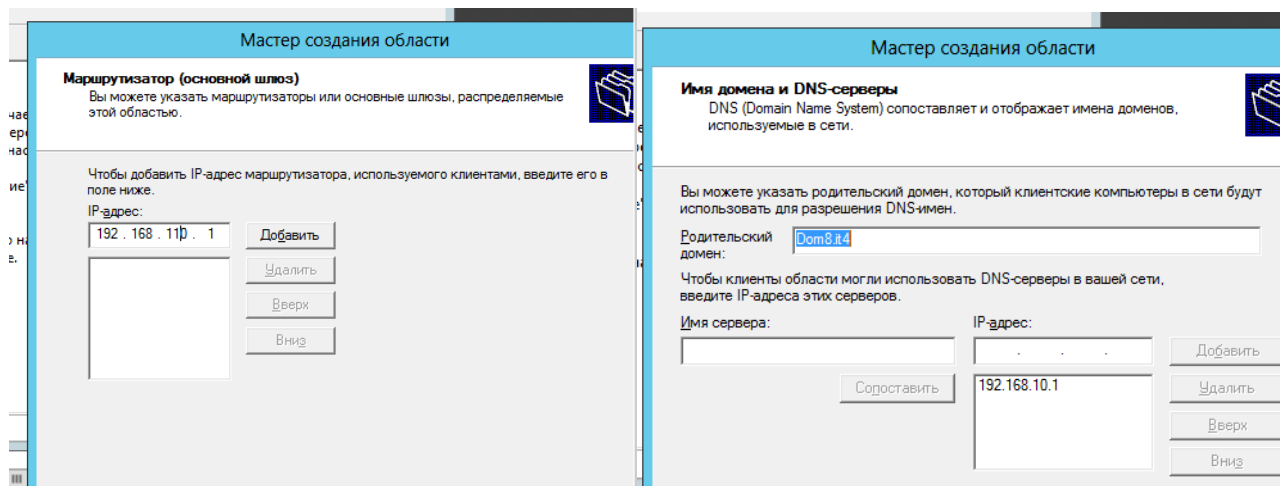 Мастер создания области
Маршрутизатор (основной шлюз)
Вы можете указать маршрутизаторы или основные шлюзы, распределяемые
этой областью.
Чтобы добавить IP-адрес маршрутизатора, используемого клиентами, введите его в
поле ниже.
IP-адрес:
192 . 168 . 110 . 1
Добавить
Удалить
Вверх
Вниз
Мастер создания области
Имя домена и DNS-серверы
DNS (Domain Name System) сопоставляет и отображает имена доменов,
используемые в сети.
Вы можете указать родительский домен, который клиентские компьютеры в сети будут
использовать для разрешения DNS-имен.
Родительский
домен:
Dom8.it4
Чтобы клиенты области могли использовать DNS-серверы в вашей сети,
введите IP-адреса этих серверов.
Имя сервера:
IP-адрес:
. . .
Добавить
Сопоставить
192.168.10.1
Удалить
Вверх
Вниз